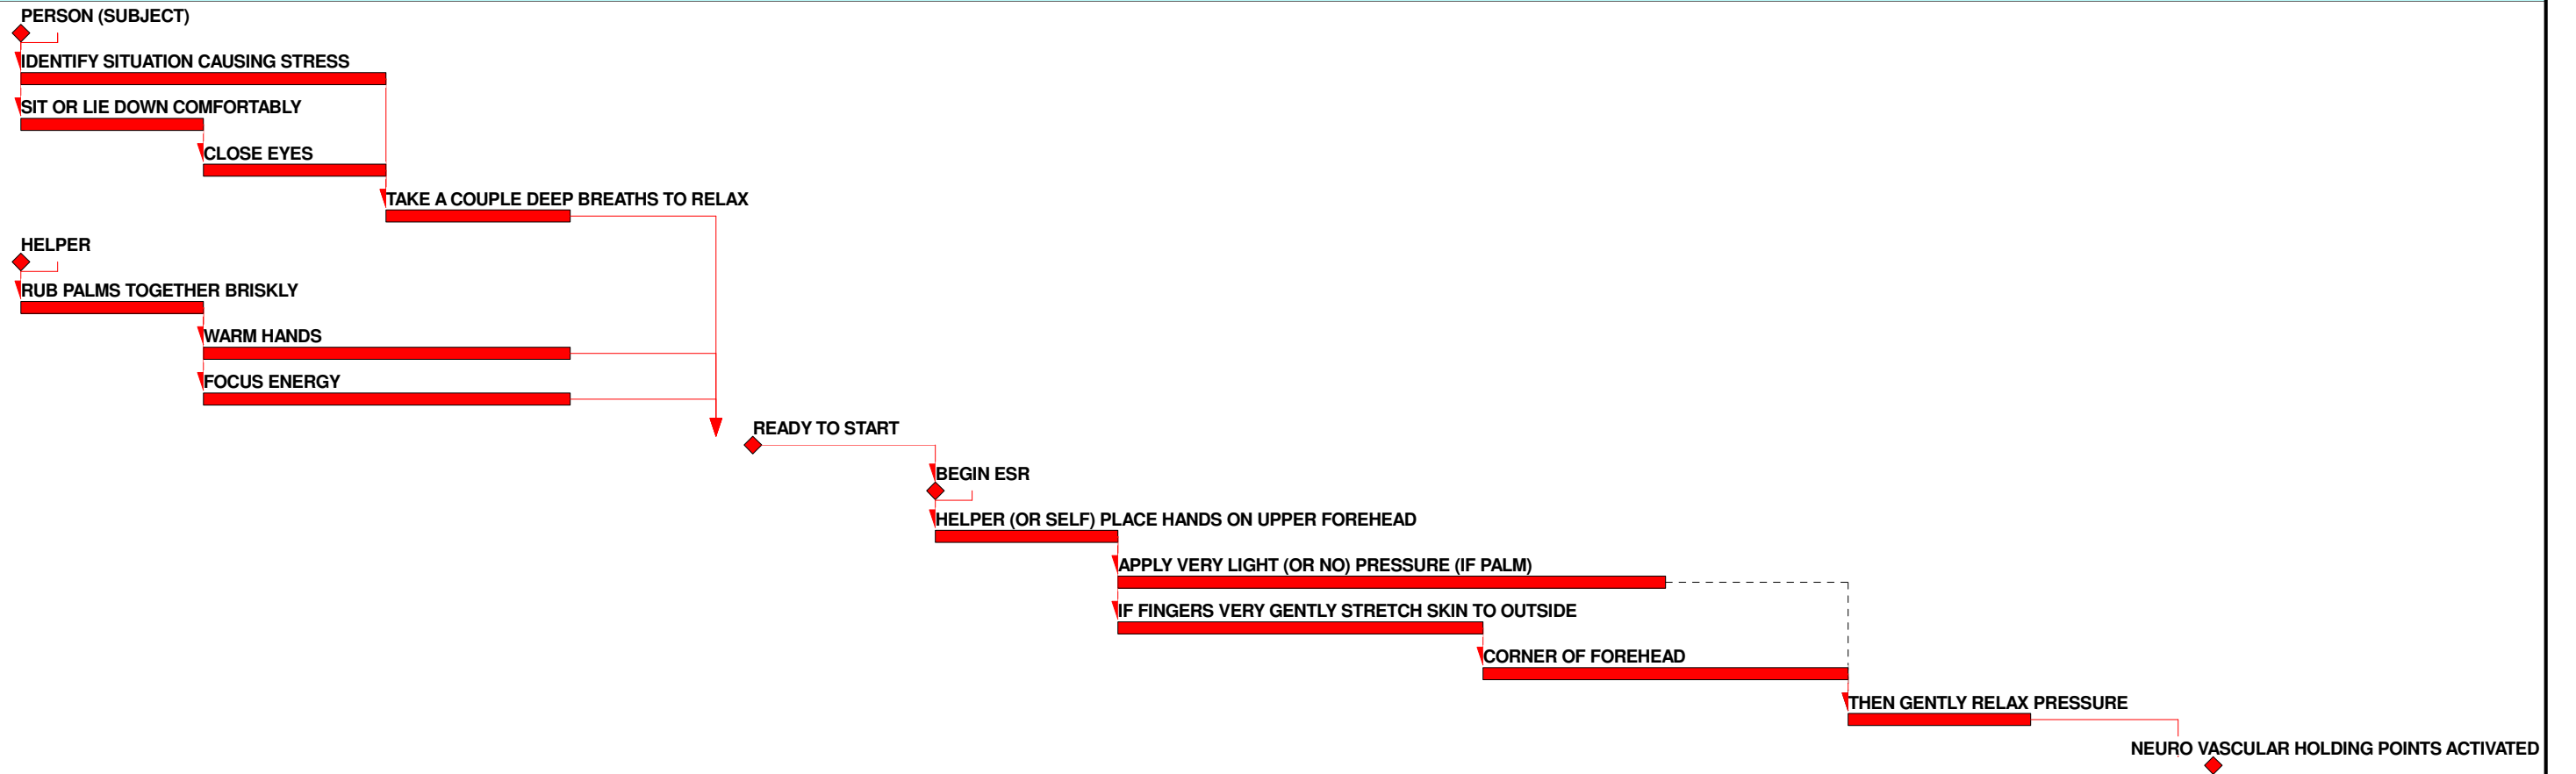 PERSON (SUBJECT)
IDENTIFY SITUATION CAUSING STRESS
SIT OR LIE DOWN COMFORTABLY
CLOSE EYES
TAKE A COUPLE DEEP BREATHS TO RELAX
HELPER
RUB PALMS TOGETHER BRISKLY
WARM HANDS
FOCUS ENERGY
READY TO START
BEGIN ESR
HELPER (OR SELF) PLACE HANDS ON UPPER FOREHEAD
APPLY VERY LIGHT (OR NO) PRESSURE (IF PALM)
IF FINGERS VERY GENTLY STRETCH SKIN TO OUTSIDE
CORNER OF FOREHEAD
THEN GENTLY RELAX PRESSURE
NEURO VASCULAR HOLDING POINTS ACTIVATED